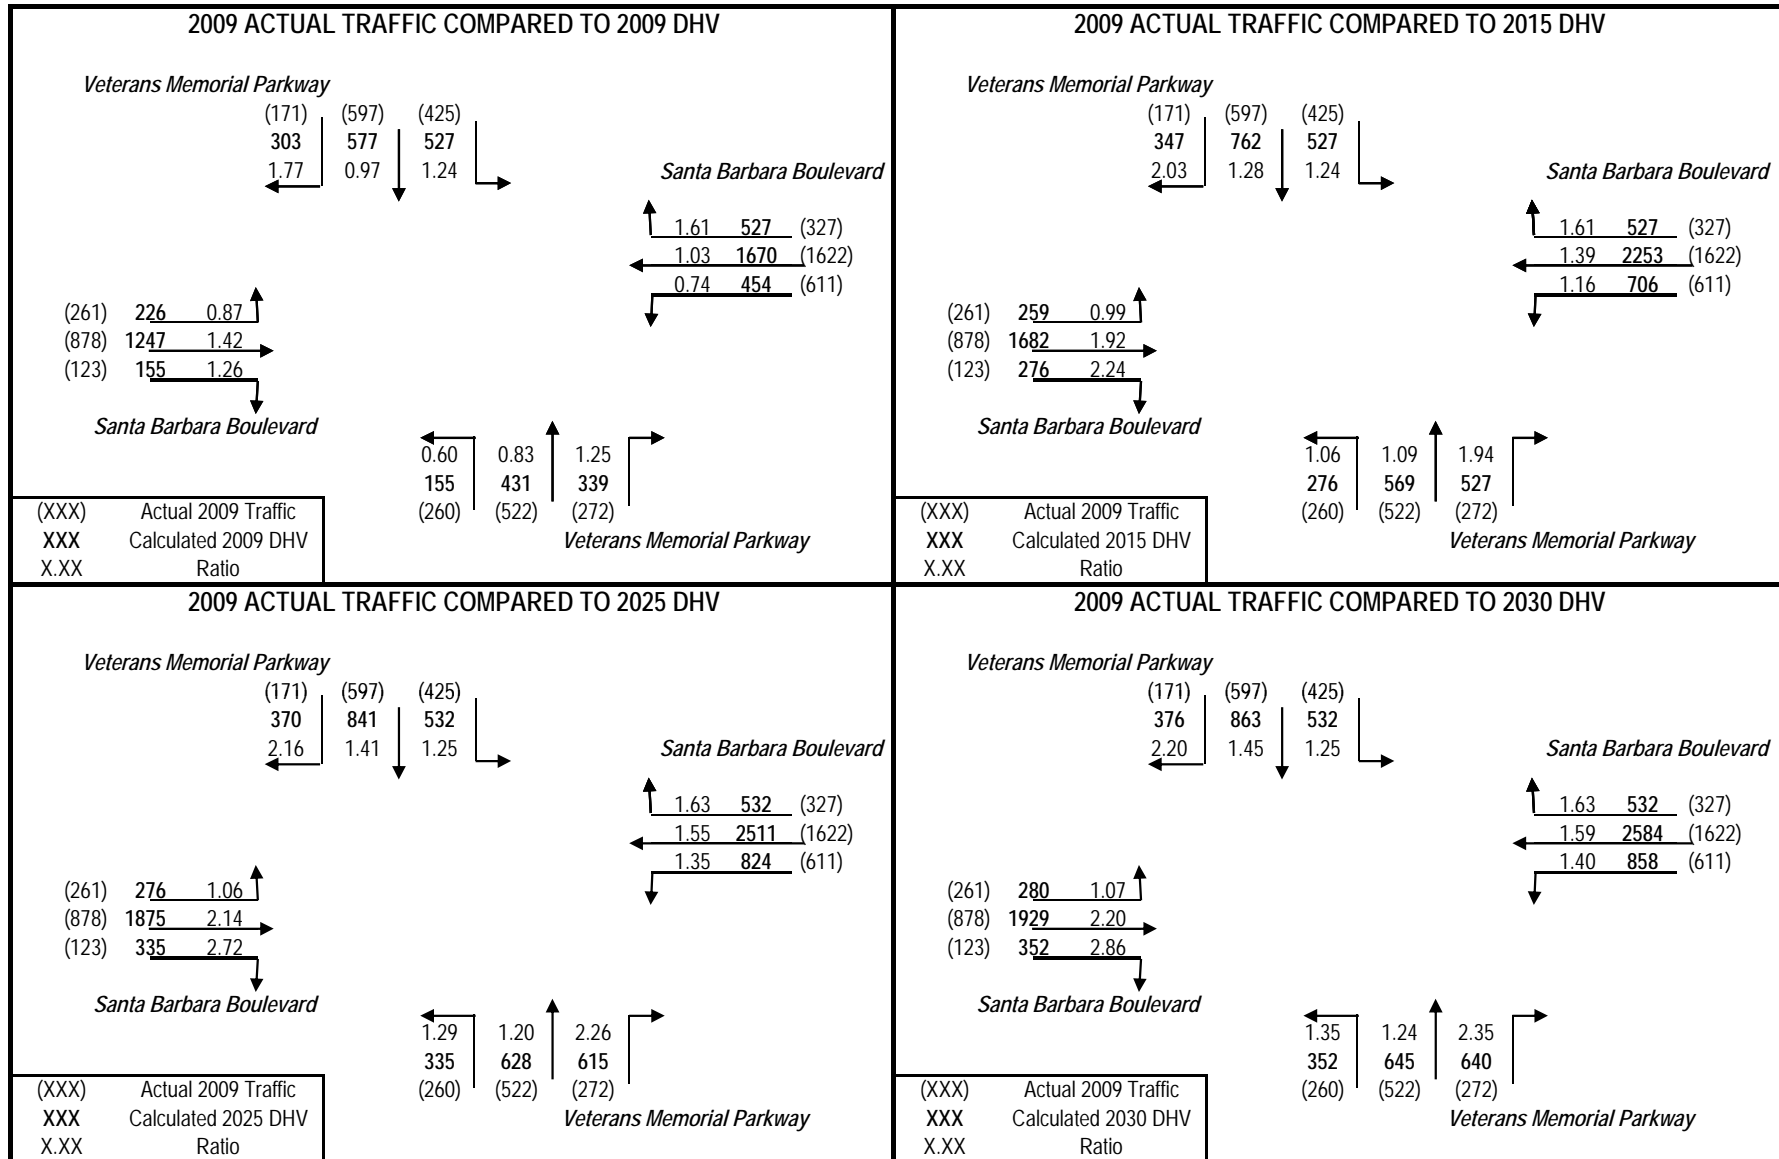 2009 ACTUAL TRAFFIC COMPARED TO 2009 DHV
Veterans Memorial Parkway
(171) (597) (425)
303 577 527
1.77 0.97 1.24
Santa Barbara Boulevard
1.61 527 (327)
1.03 1670 (1622)
0.74 454 (611)
(261) 226 0.87
(878) 1247 1.42
(123) 155 1.26
Santa Barbara Boulevard
0.60 0.83 1.25
155 431 339
(260) (522) (272)
Veterans Memorial Parkway
(XXX) Actual 2009 Traffic
XXX Calculated 2009 DHV
X.XX Ratio
2009 ACTUAL TRAFFIC COMPARED TO 2015 DHV
Veterans Memorial Parkway
(171) (597) (425)
347 762 527
2.03 1.28 1.24
Santa Barbara Boulevard
1.61 527 (327)
1.39 2253 (1622)
1.16 706 (611)
(261) 259 0.99
(878) 1682 1.92
(123) 276 2.24
Santa Barbara Boulevard
1.06 1.09 1.94
276 569 527
(260) (522) (272)
Veterans Memorial Parkway
(XXX) Actual 2009 Traffic
XXX Calculated 2015 DHV
X.XX Ratio
2009 ACTUAL TRAFFIC COMPARED TO 2025 DHV
Veterans Memorial Parkway
(171) (597) (425)
370 841 532
2.16 1.41 1.25
Santa Barbara Boulevard
1.63 532 (327)
1.55 2511 (1622)
1.35 824 (611)
(261) 276 1.06
(878) 1875 2.14
(123) 335 2.72
Santa Barbara Boulevard
1.29 1.20 2.26
335 628 615
(260) (522) (272)
Veterans Memorial Parkway
(XXX) Actual 2009 Traffic
XXX Calculated 2025 DHV
X.XX Ratio
2009 ACTUAL TRAFFIC COMPARED TO 2030 DHV
Veterans Memorial Parkway
(171) (597) (425)
376 863 532
2.20 1.45 1.25
Santa Barbara Boulevard
1.63 532 (327)
1.59 2584 (1622)
1.40 858 (611)
(261) 280 1.07
(878) 1929 2.20
(123) 352 2.86
Santa Barbara Boulevard
1.35 1.24 2.35
352 645 640
(260) (522) (272)
Veterans Memorial Parkway
(XXX) Actual 2009 Traffic
XXX Calculated 2030 DHV
X.XX Ratio